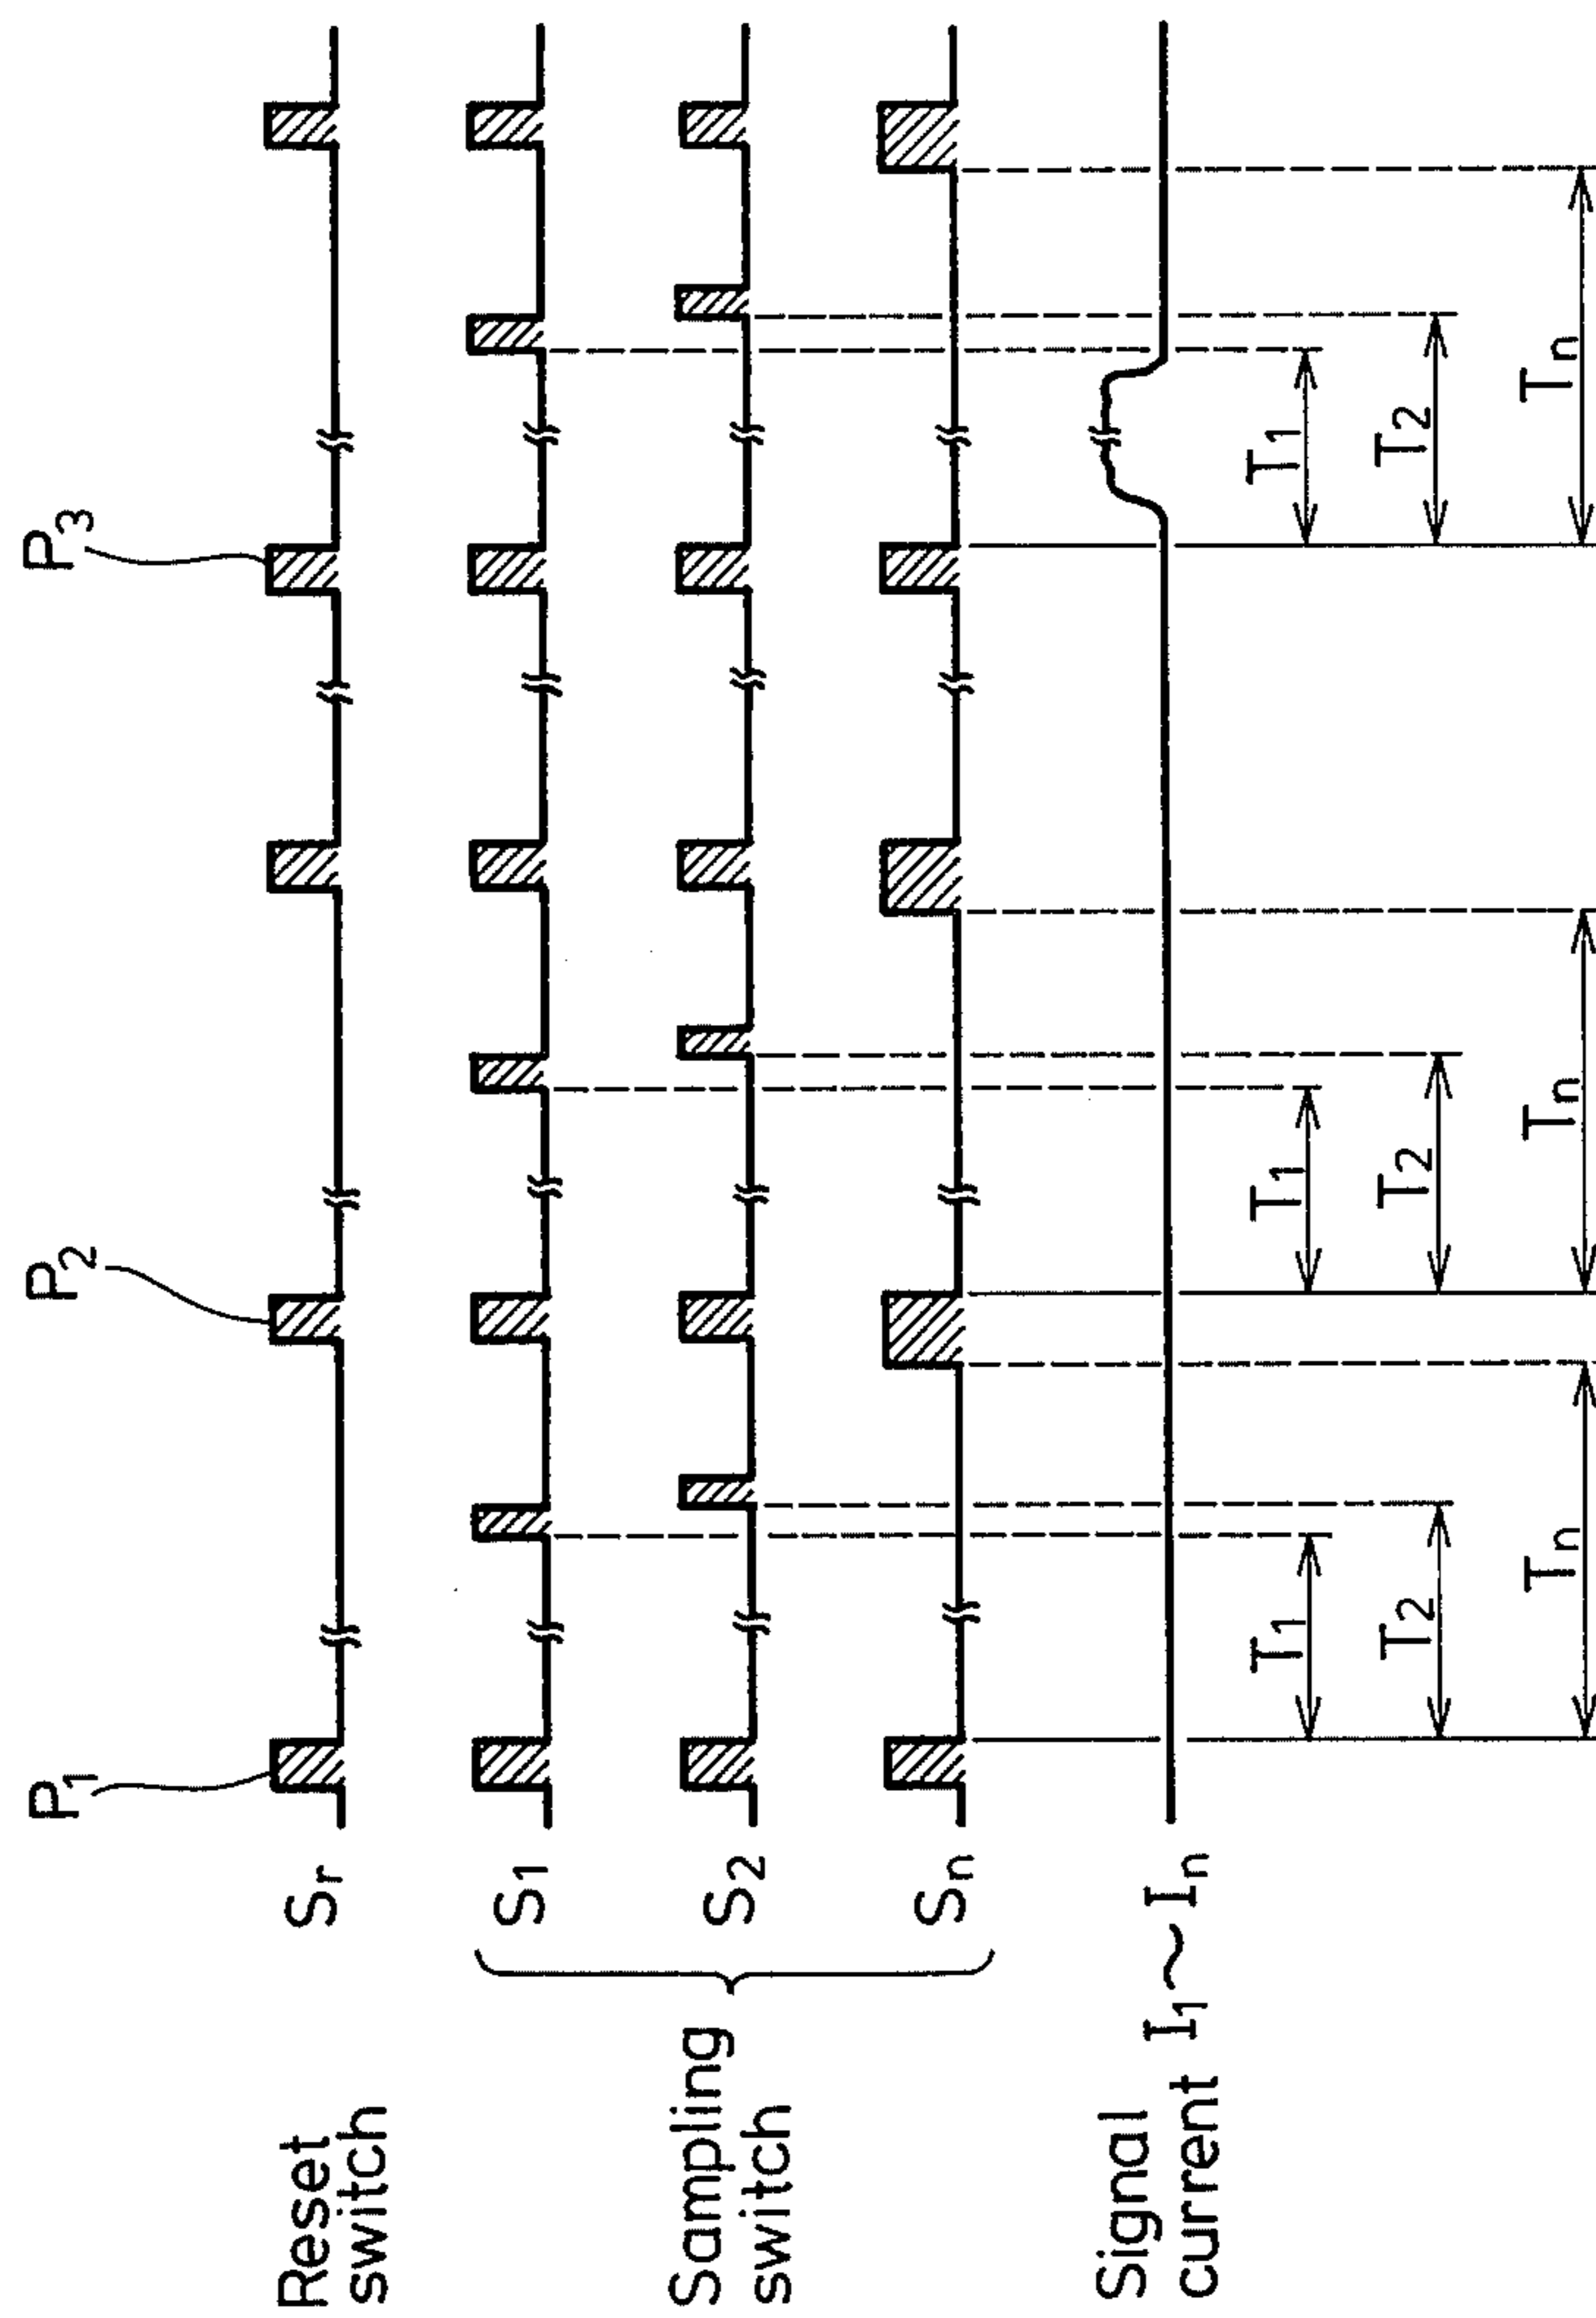 P1
P2
P3
Reset
switch
Sr
Sampling
switch
S1
S2
Sn
Signal
current I1~In
T1
T1
T1
T2
T2
T2
Tn
Tn
Tn